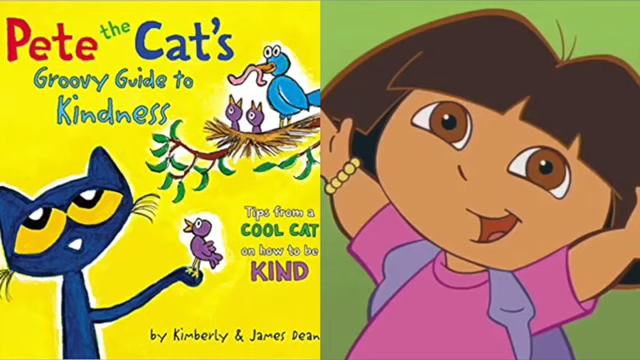 Pete the Cat's
Groovy Guide to
Kindness
Tips from a
COOL CAT
on how to be
KIND
by Kimberly & James Dean